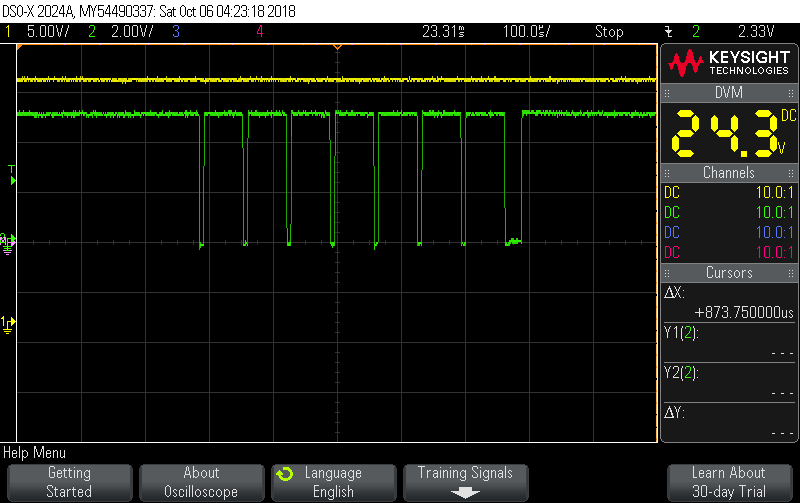 DSO-X 2024A, MY54490337: Sat Oct 06 04:23:18 2018
1 5.00V/ 2 2.00V/ 3 4 23.31ms 100.0us/ Stop 2 2.33V
KEYSIGHT
TECHNOLOGIES
DVM
24.3 DC V
Channels
DC 10.0:1
DC 10.0:1
DC 10.0:1
DC 10.0:1
Cursors
ΔX:
+873.750000us
Y1(2):
- - -
Y2(2):
- - -
ΔY:
- - -
T
1
Help Menu
Getting Started
About Oscilloscope
Language English
Training Signals
Learn About 30-day Trial